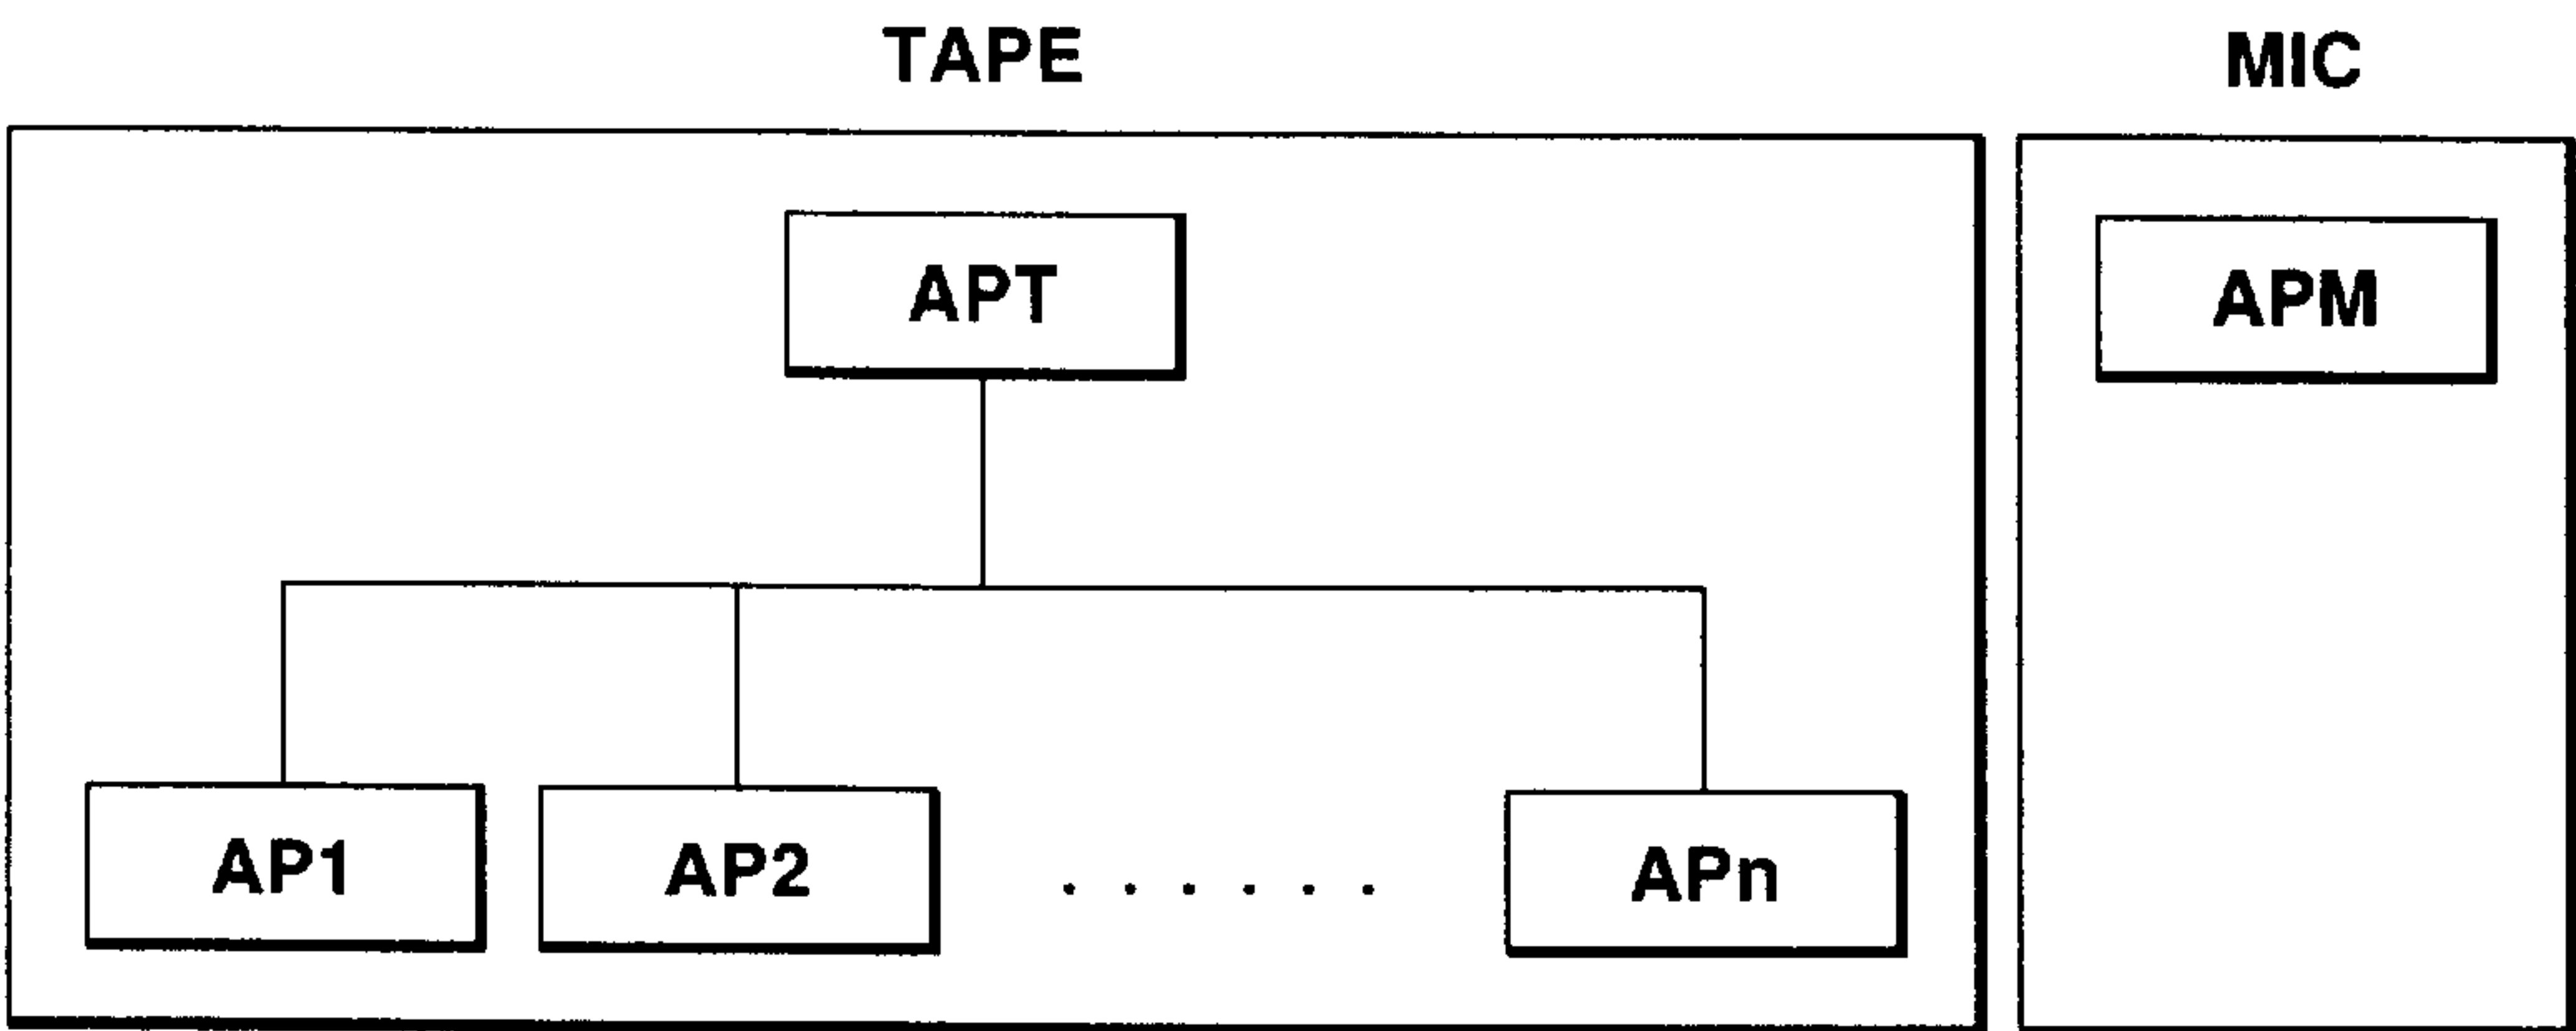 TAPE
MIC
APT
APM
AP1
AP2
. . . . . .
APn